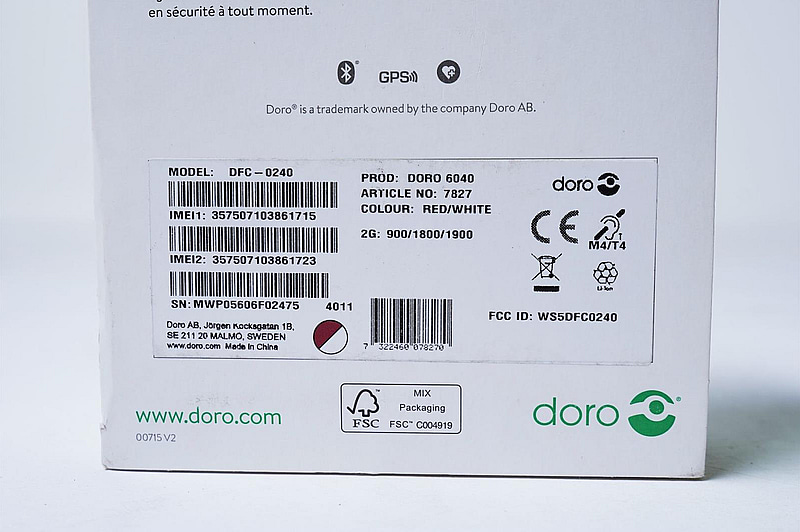 en sécurité à tout moment.
GPS
Doro® is a trademark owned by the company Doro AB.
MODEL: DFC-0240
IMEI1: 357507103861715
IMEI2: 357507103861723
SN: MWP05606F02475 4011
Doro AB, Jörgen Kocksgatan 1B,
SE 211 20 MALMÖ, SWEDEN
www.doro.com Made in China
PROD: DORO 6040
ARTICLE NO: 7827
COLOUR: RED/WHITE
2G: 900/1800/1900
7 322460 078270
doro
CE
M4/T4
Li-ion
FCC ID: WS5DFC0240
www.doro.com
00715 V2
FSC
MIX
Packaging
FSC™ C004919
doro®